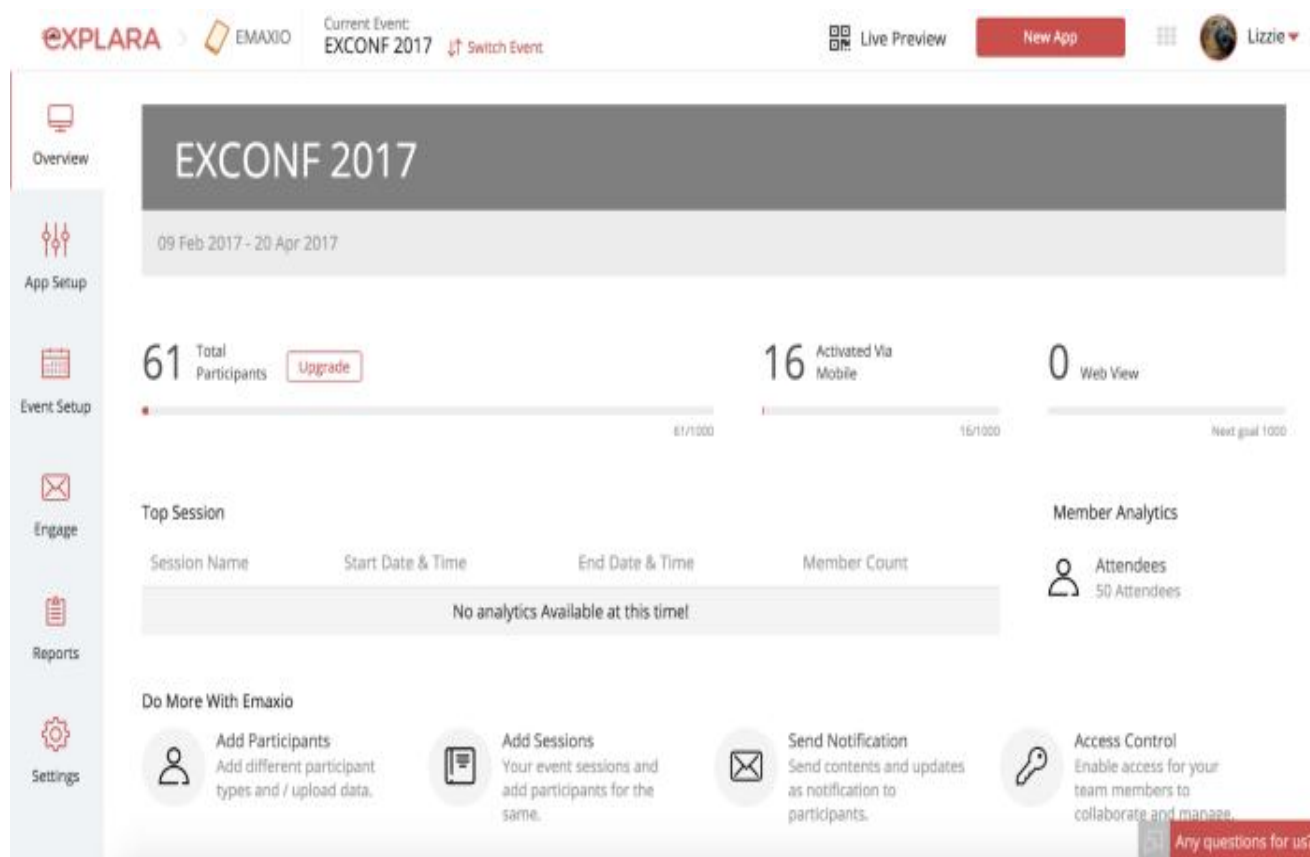 eXPLARA
EMAXIO
Current Event:
EXCONF 2017
Switch Event
Live Preview
New App
Lizzie
Overview
App Setup
Event Setup
Engage
Reports
Settings
EXCONF 2017
09 Feb 2017 - 20 Apr 2017
61
Total
Participants
Upgrade
61/1000
16
Activated Via
Mobile
16/1000
0
Web View
Next goal 1000
Top Session
Session Name Start Date & Time End Date & Time Member Count
No analytics Available at this time!
Member Analytics
Attendees
50 Attendees
Do More With Emaxio
Add Participants
Add different participant
types and / upload data.
Add Sessions
Your event sessions and
add participants for the
same.
Send Notification
Send contents and updates
as notification to
participants.
Access Control
Enable access for your
team members to
collaborate and manage.
Any questions for us?